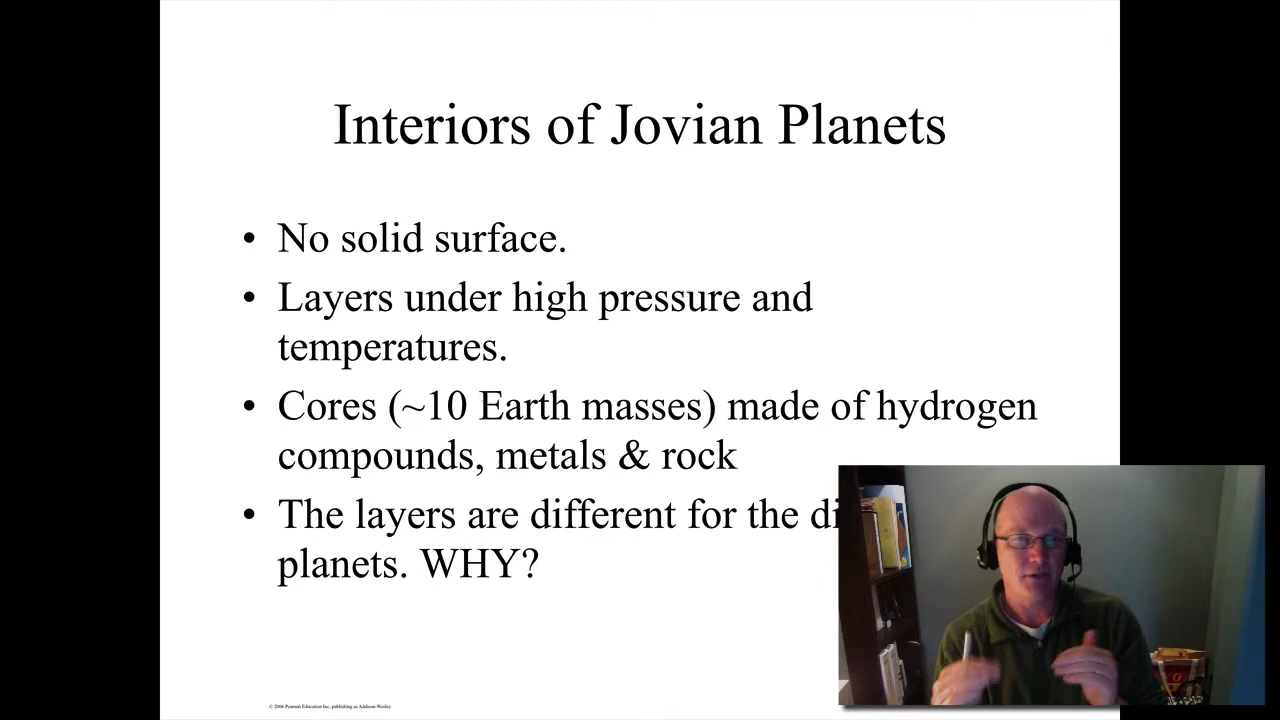 Interiors of Jovian Planets
• No solid surface.
• Layers under high pressure and
temperatures.
• Cores (~10 Earth masses) made of hydrogen
compounds, metals & rock
• The layers are different for the
planets. WHY?
© 2006 Pearson Education Inc, publishing as Addison-Wesley